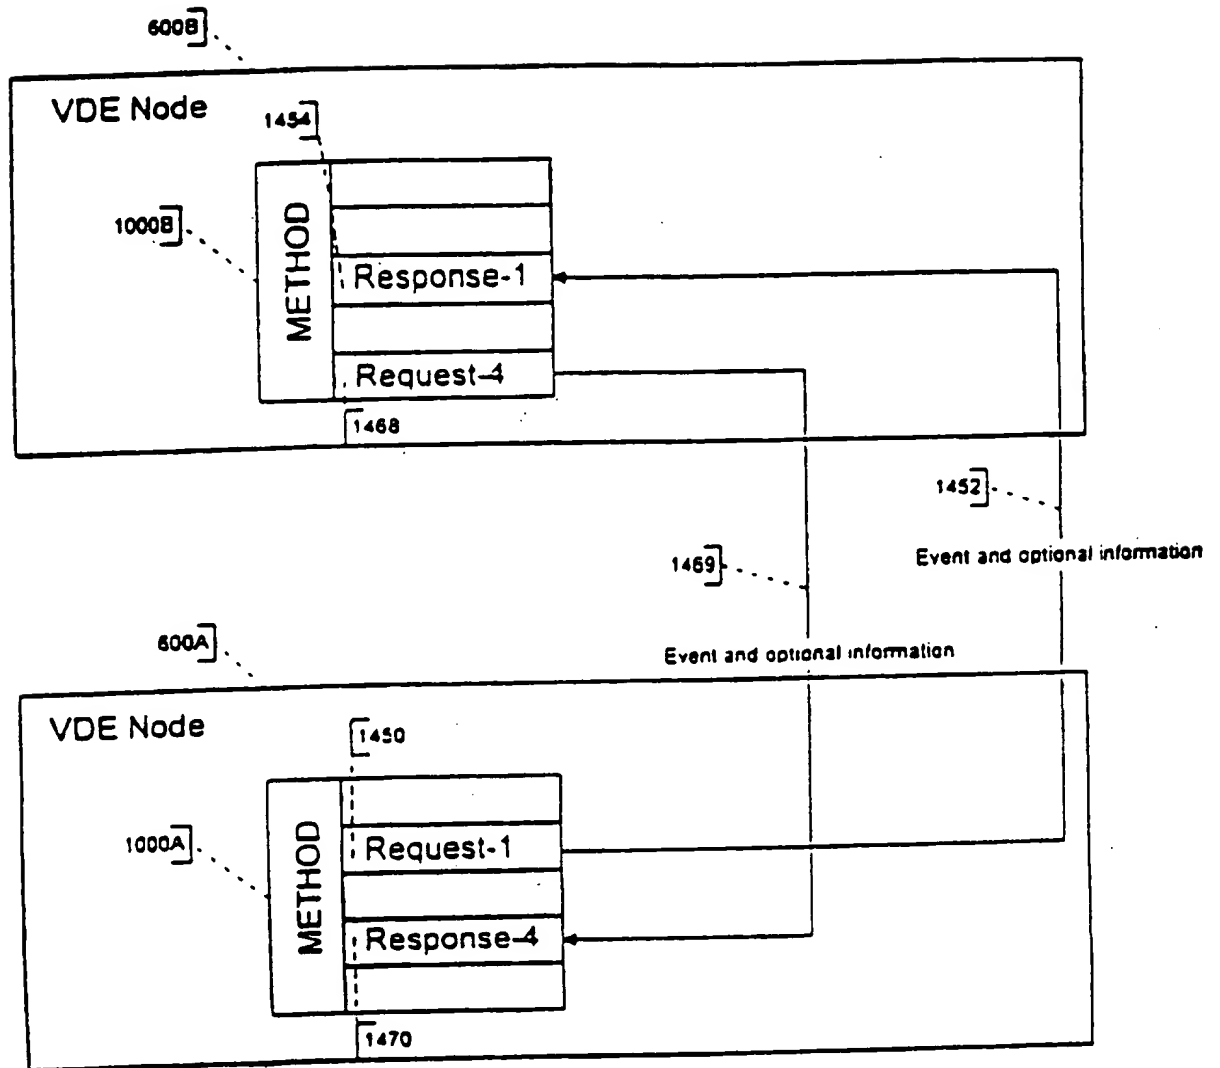 600B
VDE Node
1454
1000B
METHOD
Response-1
Request-4
1468
1452
Event and optional information
1469
600A
Event and optional information
VDE Node
1450
1000A
METHOD
Request-1
Response-4
1470